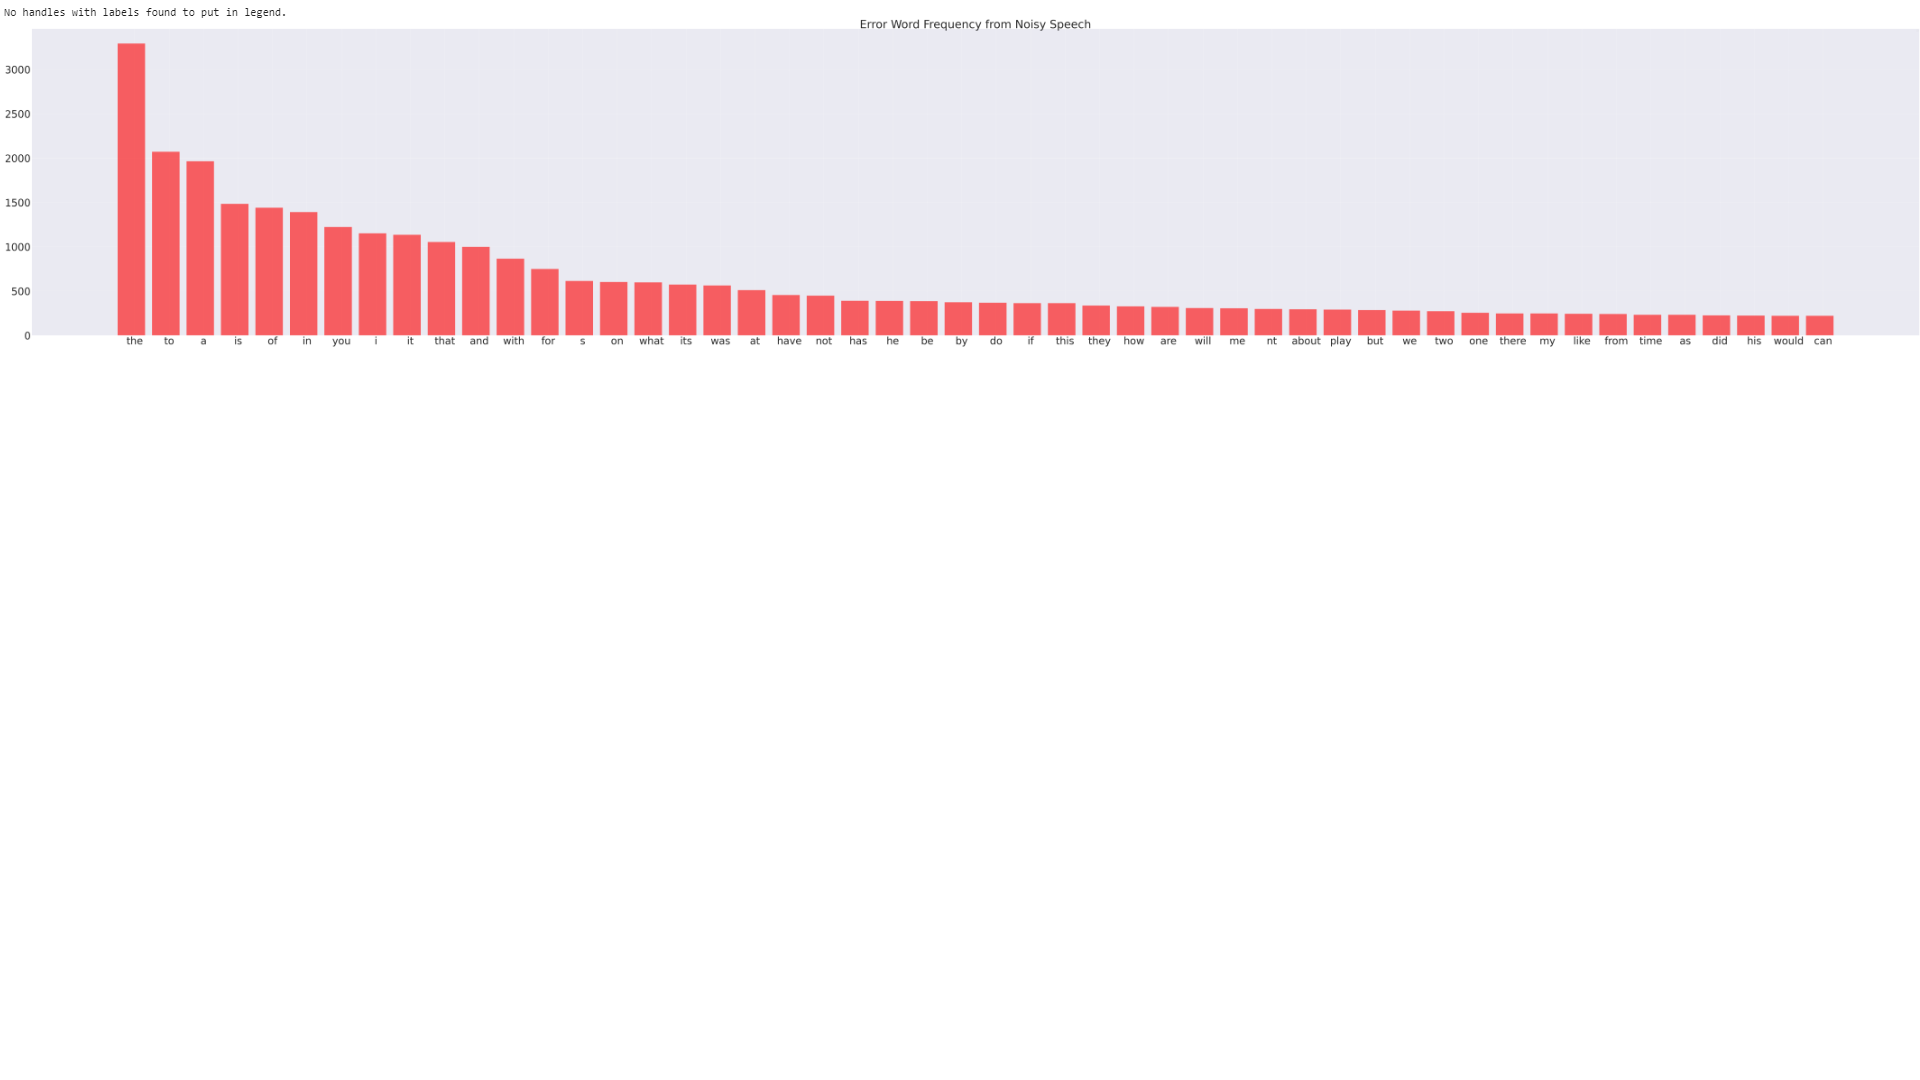 No handles with labels found to put in legend.
Error Word Frequency from Noisy Speech
3000
2500
2000
1500
1000
500
0
the to a is of in you i it that and with for s on what its was at have not has he be by do if this they how are will me nt about play but we two one there my like from time as did his would can